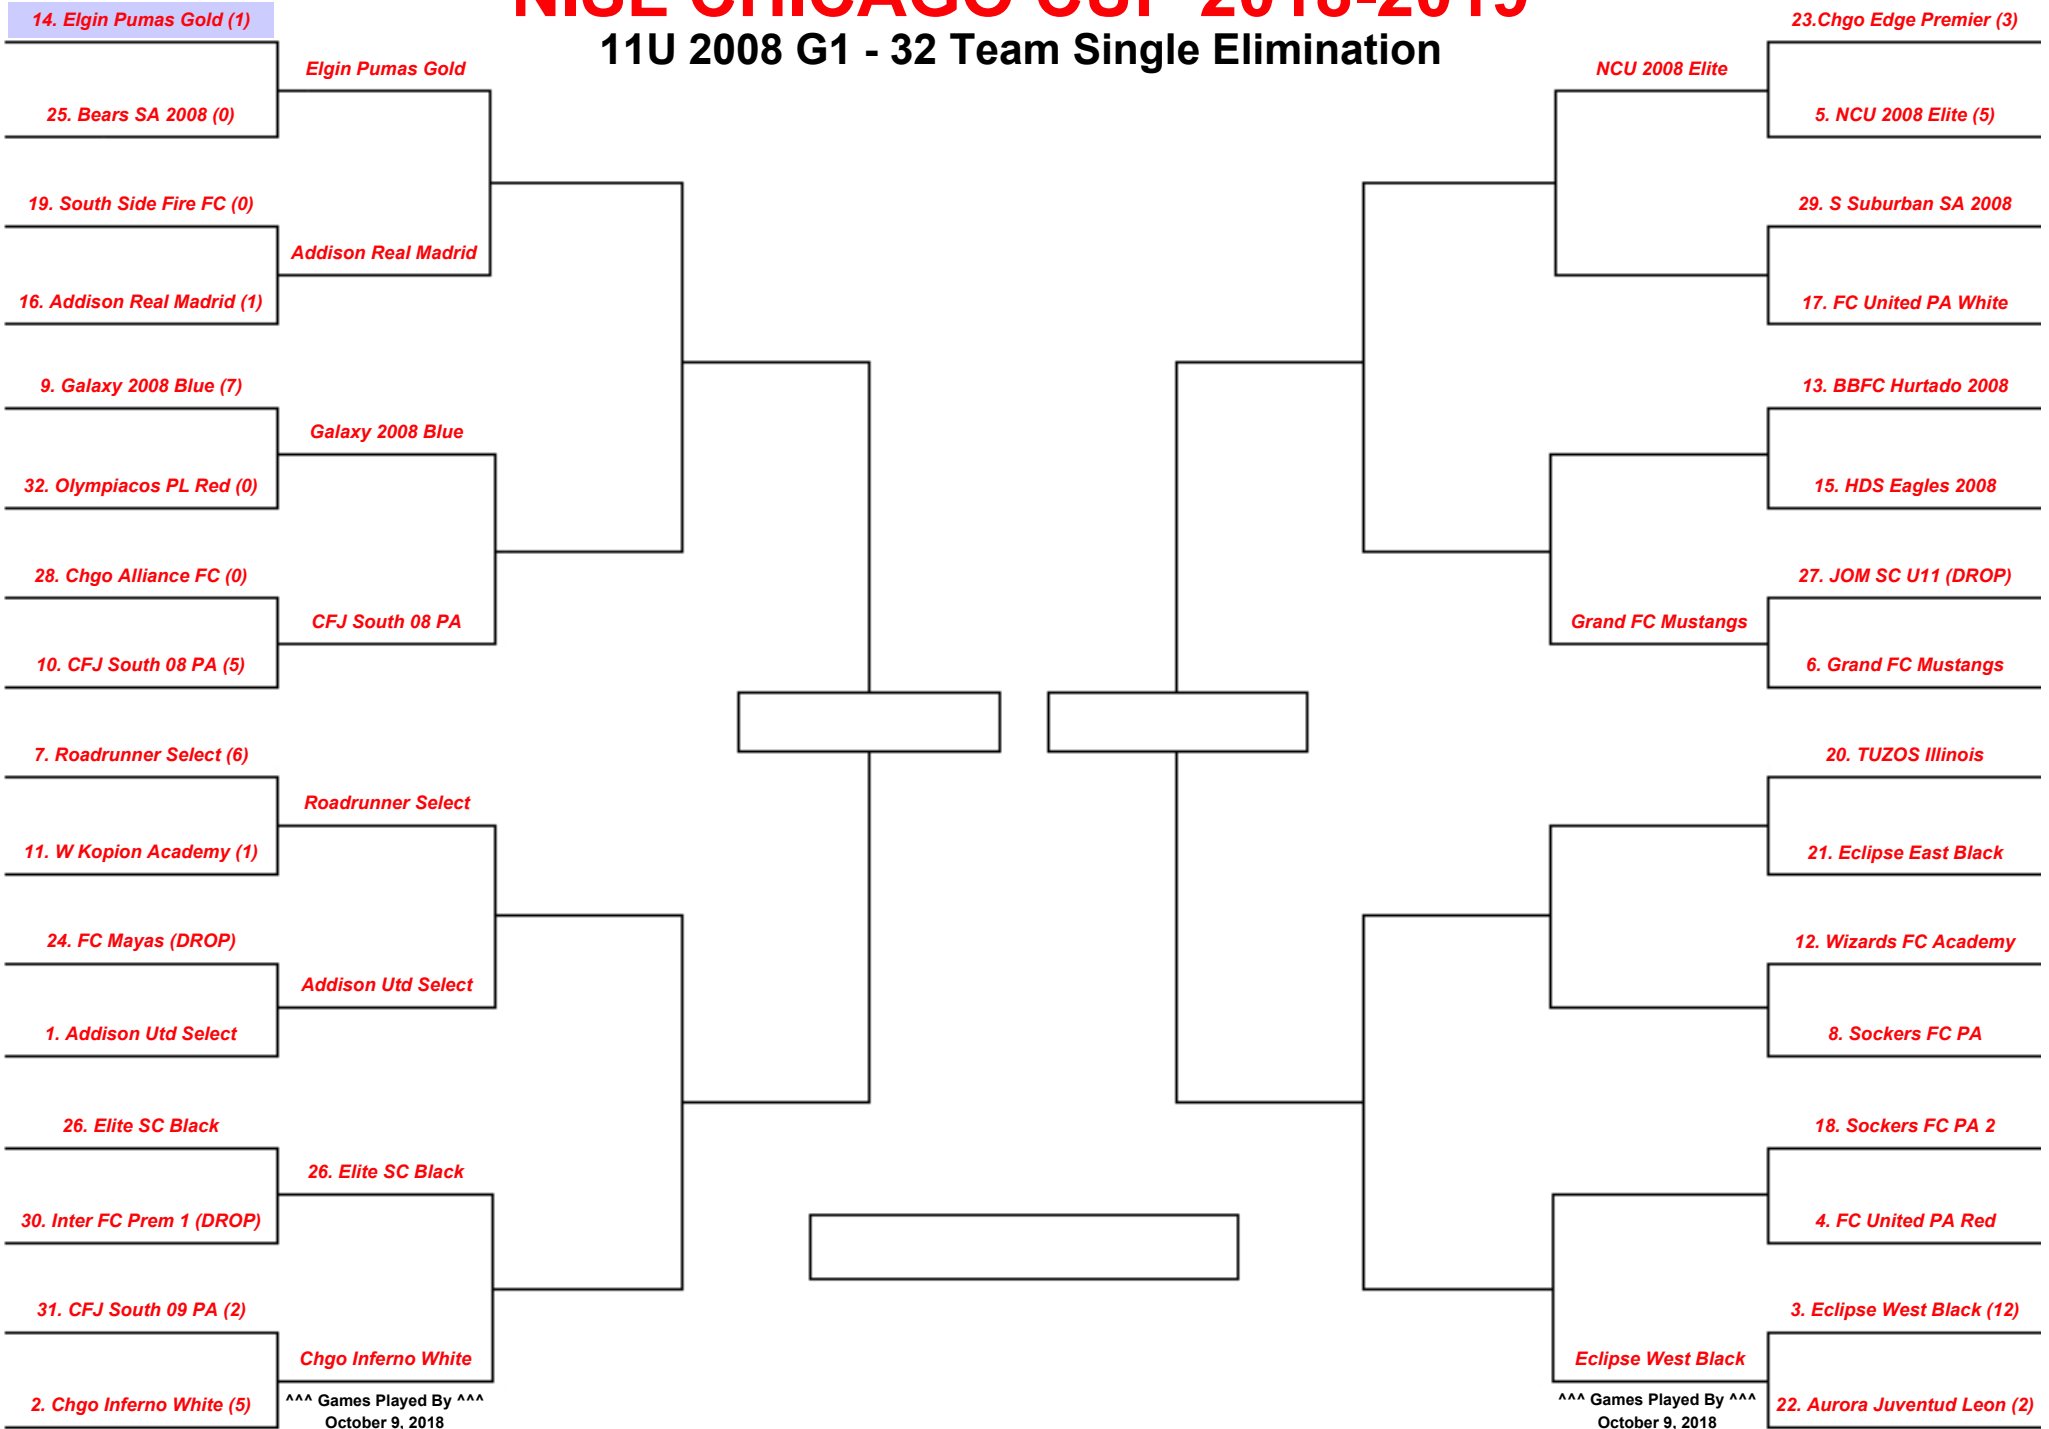 NISL CHICAGO CUP 2018-2019
11U 2008 G1 - 32 Team Single Elimination
14. Elgin Pumas Gold (1)
Elgin Pumas Gold
25. Bears SA 2008 (0)
19. South Side Fire FC (0)
Addison Real Madrid
16. Addison Real Madrid (1)
9. Galaxy 2008 Blue (7)
Galaxy 2008 Blue
32. Olympiacos PL Red (0)
28. Chgo Alliance FC (0)
CFJ South 08 PA
10. CFJ South 08 PA (5)
7. Roadrunner Select (6)
Roadrunner Select
11. W Kopion Academy (1)
24. FC Mayas (DROP)
Addison Utd Select
1. Addison Utd Select
26. Elite SC Black
26. Elite SC Black
30. Inter FC Prem 1 (DROP)
31. CFJ South 09 PA (2)
Chgo Inferno White
2. Chgo Inferno White (5)
^^^ Games Played By ^^^
October 9, 2018
23.Chgo Edge Premier (3)
NCU 2008 Elite
5. NCU 2008 Elite (5)
29. S Suburban SA 2008
17. FC United PA White
13. BBFC Hurtado 2008
15. HDS Eagles 2008
27. JOM SC U11 (DROP)
Grand FC Mustangs
6. Grand FC Mustangs
20. TUZOS Illinois
21. Eclipse East Black
12. Wizards FC Academy
8. Sockers FC PA
18. Sockers FC PA 2
4. FC United PA Red
3. Eclipse West Black (12)
Eclipse West Black
22. Aurora Juventud Leon (2)
^^^ Games Played By ^^^
October 9, 2018